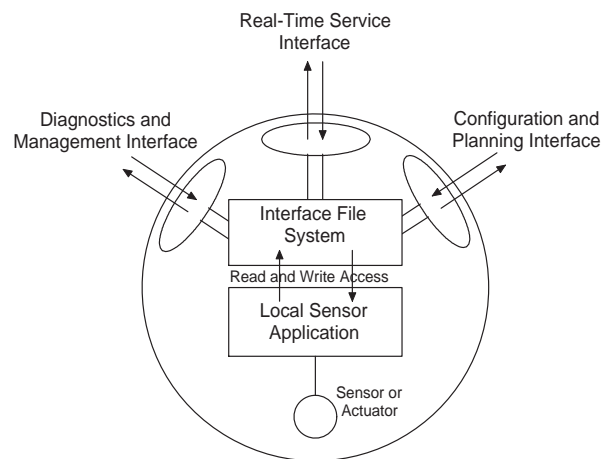 Real-Time Service
Interface
Diagnostics and
Management Interface
Configuration and
Planning Interface
Interface File
System
Read and Write Access
Local Sensor
Application
Sensor or
Actuator